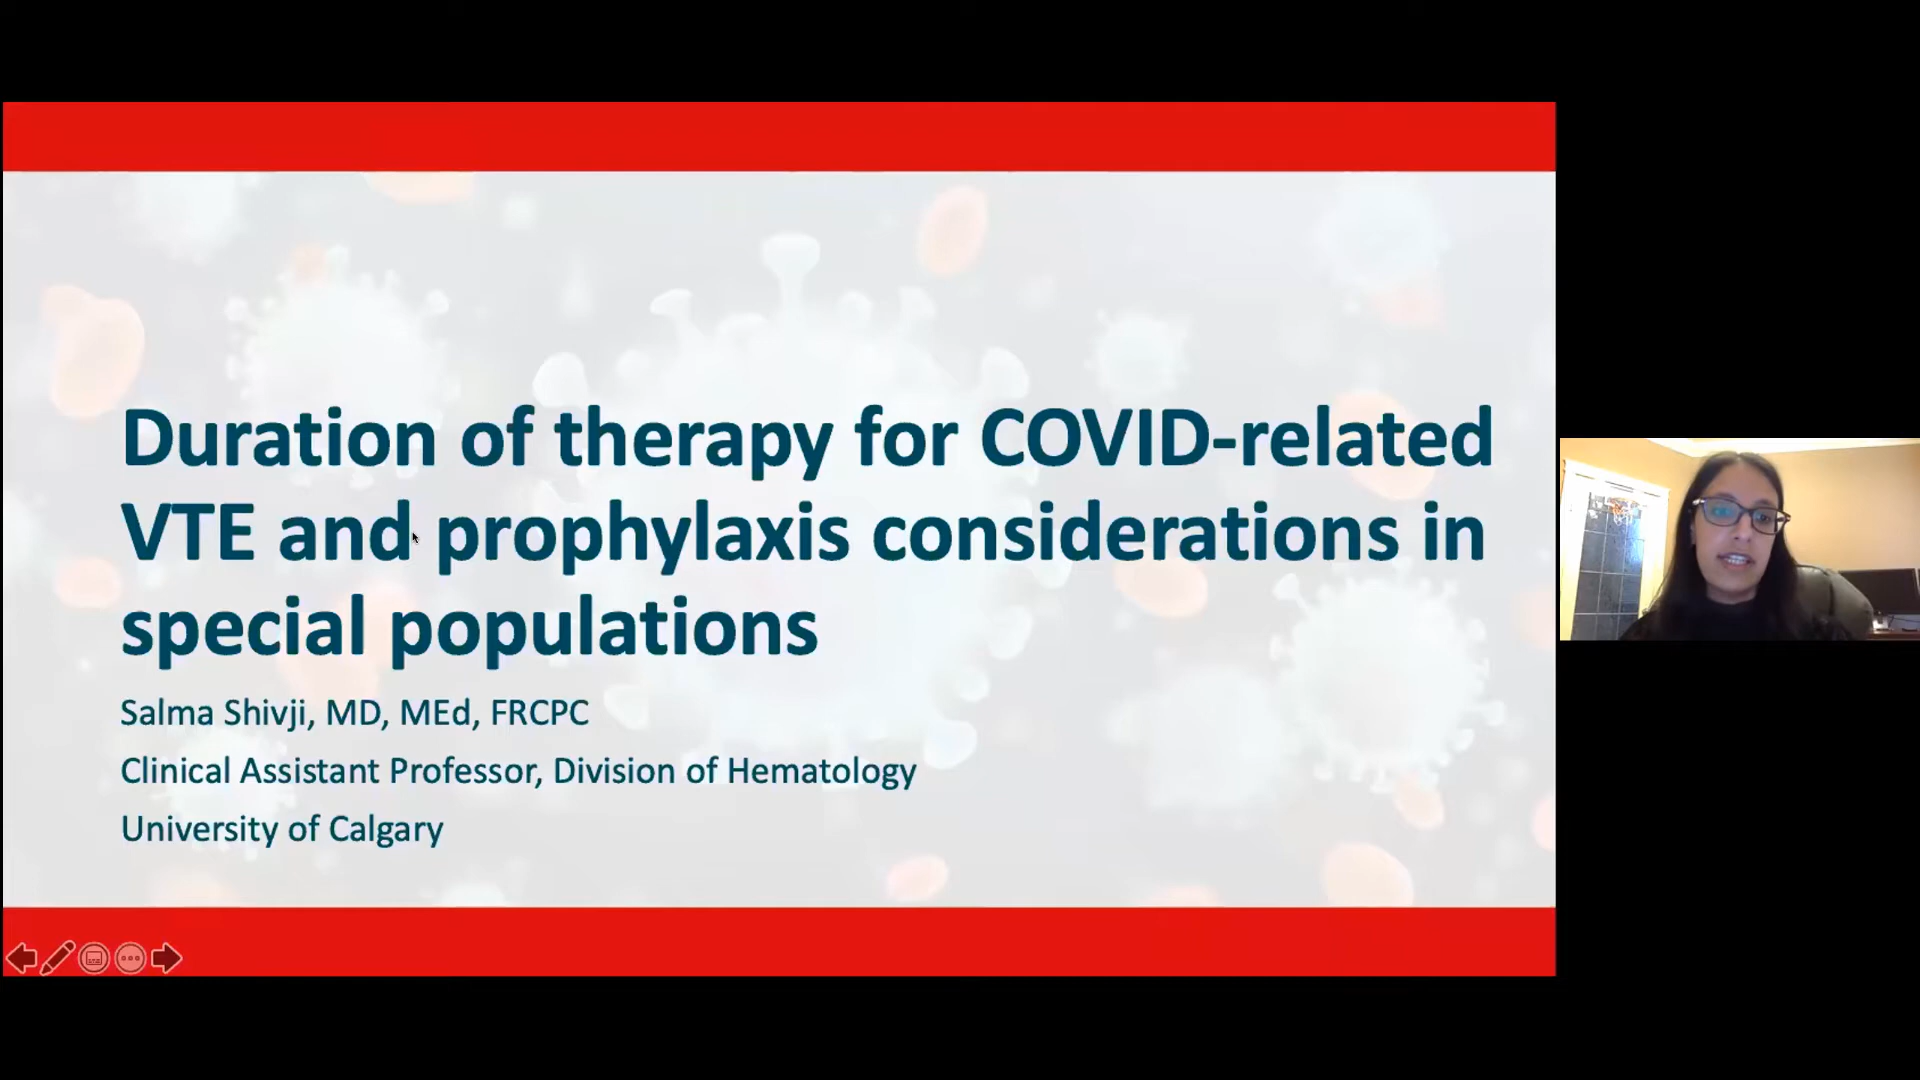 Duration of therapy for COVID-related
VTE and prophylaxis considerations in
special populations
Salma Shivji, MD, MEd, FRCPC
Clinical Assistant Professor, Division of Hematology
University of Calgary